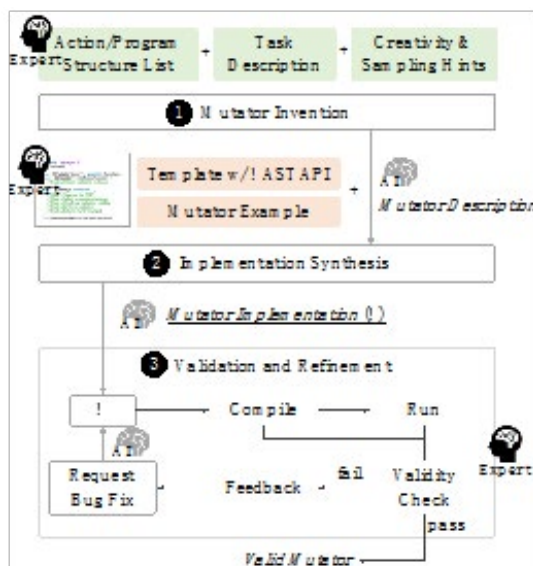 Expert
Action/Program
Structure List
+
Task
Description
+
Creativity &
Sampling Hints
1 Mutator Invention
Expert
Template w/! AST API
Mutator Example
+
AI
Mutator Description
2 Implementation Synthesis
AI
Mutator Implementation (!)
3 Validation and Refinement
!
Compile
Run
AI
Expert
Request
Bug Fix
Feedback
fail
Validity
Check
pass
Valid Mutator